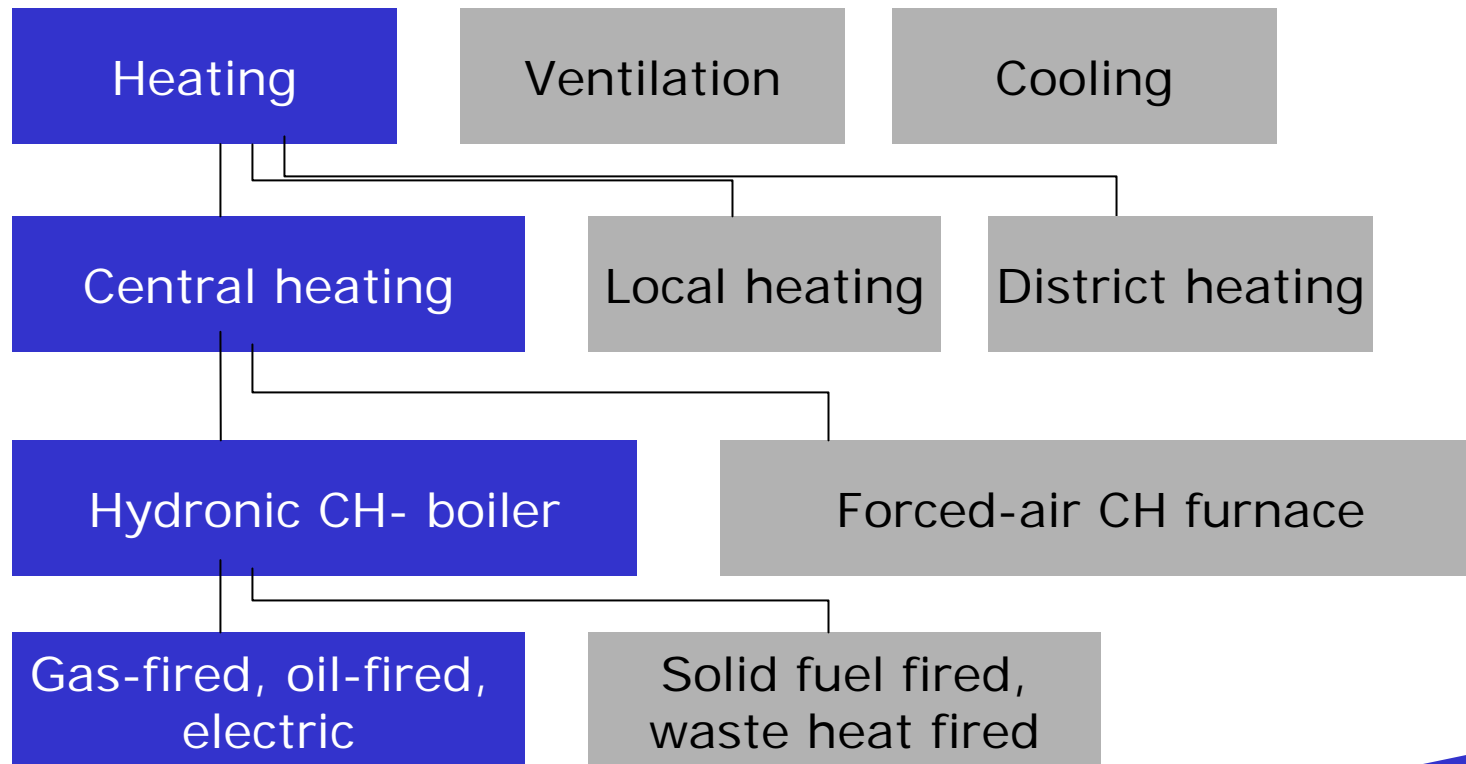 Heating
Ventilation
Cooling
Central heating
Local heating
District heating
Hydronic CH- boiler
Forced-air CH furnace
Gas-fired, oil-fired,
electric
Solid fuel fired,
waste heat fired